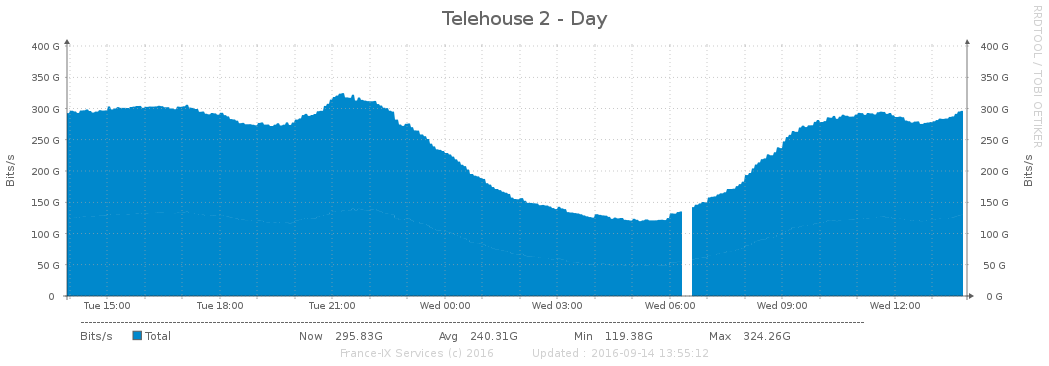 Telehouse 2 - Day
RRDTOOL / TOBI OETIKER
Bits/s
400 G
350 G
300 G
250 G
200 G
150 G
100 G
50 G
0
400 G
350 G
300 G
250 G
200 G
150 G
100 G
50 G
0 G
Bits/s
Tue 15:00 Tue 18:00 Tue 21:00 Wed 00:00 Wed 03:00 Wed 06:00 Wed 09:00 Wed 12:00
Bits/s Total Now 295.83G Avg 240.31G Min 119.38G Max 324.26G
France-IX Services (c) 2016 Updated : 2016-09-14 13:55:12